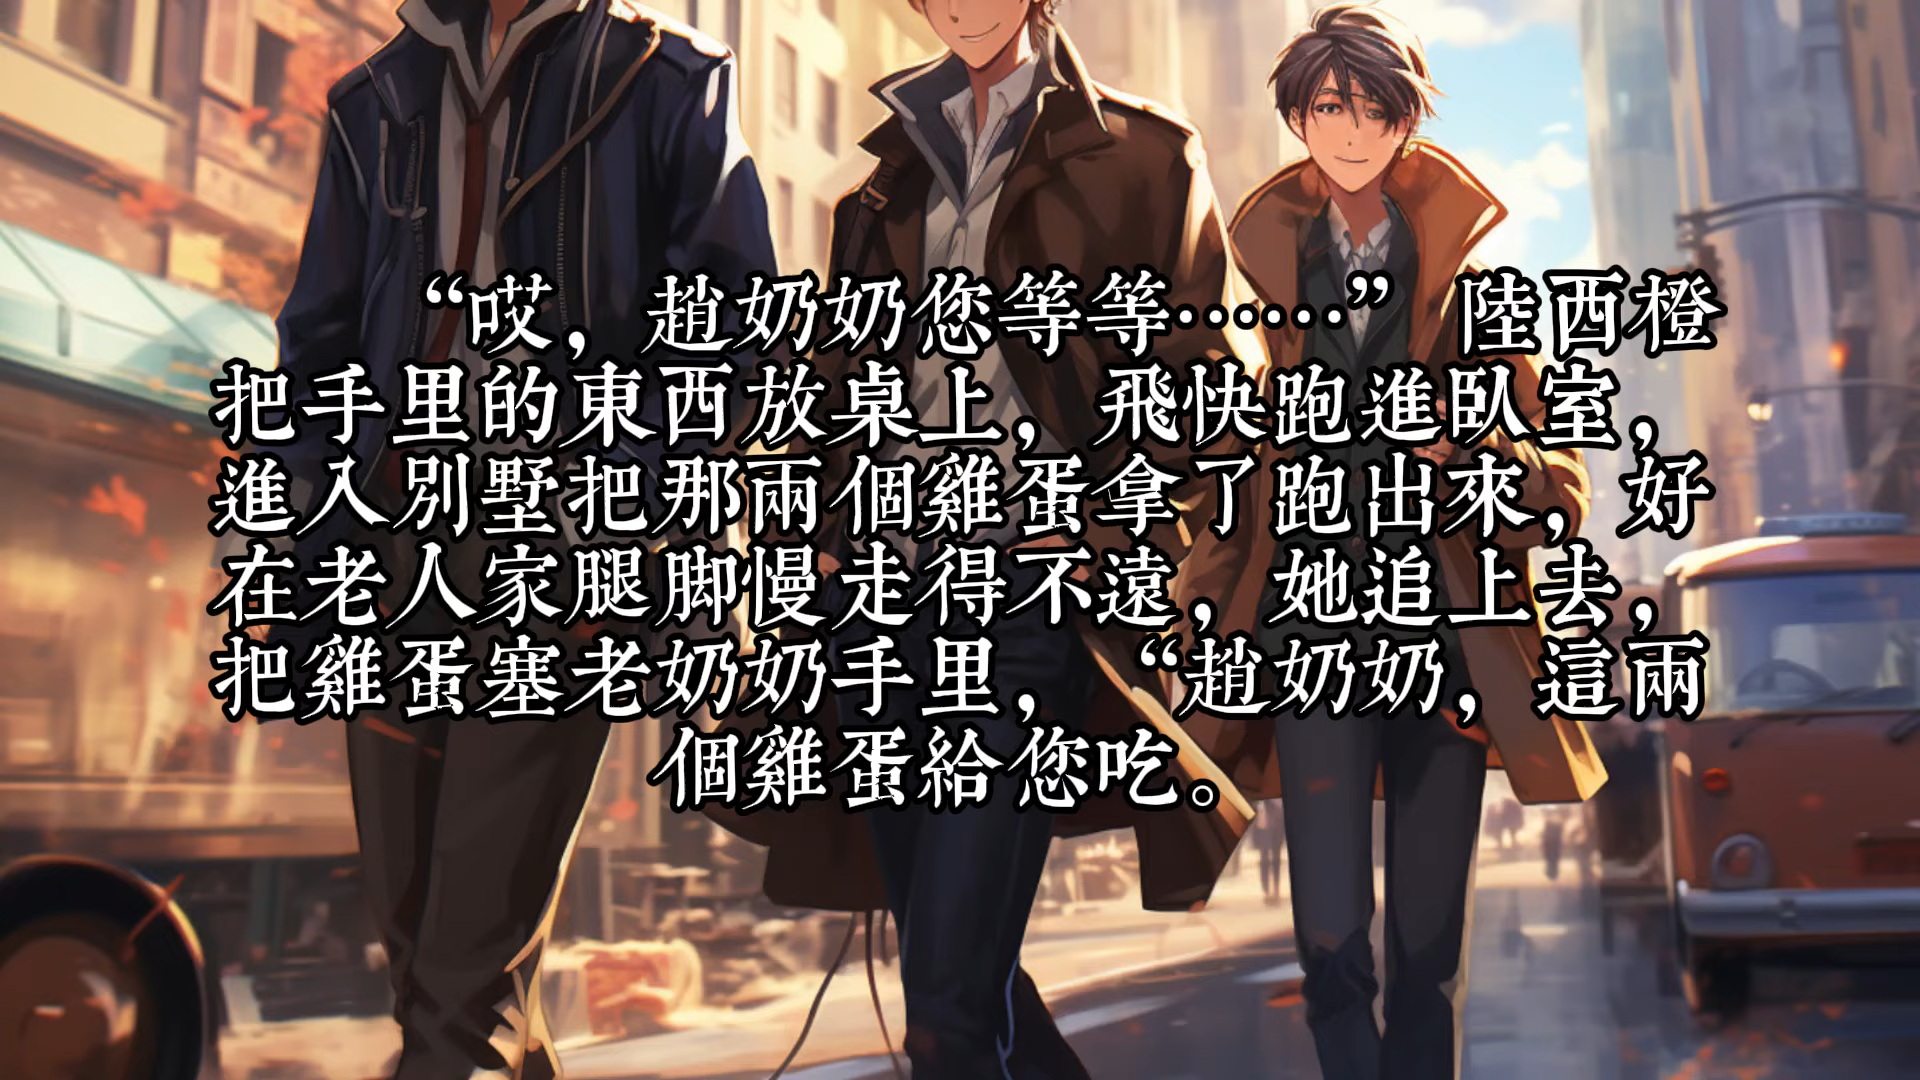 “哎，趙奶奶您等等……” 陸西橙
把手里的東西放桌上，飛快跑進臥室，
進入別墅把那兩個雞蛋拿了跑出來，好
在老人家腿脚慢走得不遠，她追上去，
把雞蛋塞老奶奶手里，“趙奶奶，這兩
個雞蛋給您吃。